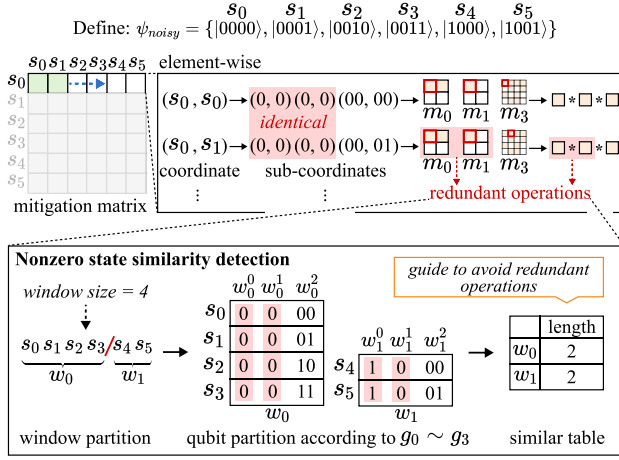 s₀ s₁ s₂ s₃ s₄ s₅
Define: ψ_noisy = {|0000⟩, |0001⟩, |0010⟩, |0011⟩, |1000⟩, |1001⟩}
s₀ s₁ s₂ s₃ s₄ s₅
s₀
s₁
s₂
s₃
s₄
s₅
mitigation matrix
element-wise
(s₀, s₀) → (0, 0) (0, 0) (00, 00)
m₀ m₁ m₃
□ * □ * □
identical
(s₀, s₁) → (0, 0) (0, 0) (00, 01)
m₀ m₁ m₃
□ * □ * □
coordinate sub-coordinates
⋮ ⋮
redundant operations
Nonzero state similarity detection
window size = 4
s₀ s₁ s₂ s₃ / s₄ s₅
w₀ w₁
window partition
w₀⁰ w₀¹ w₀²
s₀ 0 0 00
s₁ 0 0 01
s₂ 0 0 10
s₃ 0 0 11
w₀
w₁⁰ w₁¹ w₁²
s₄ 1 0 00
s₅ 1 0 01
w₁
qubit partition according to g₀ ~ g₃
guide to avoid redundant
operations
length
w₀ 2
w₁ 2
similar table